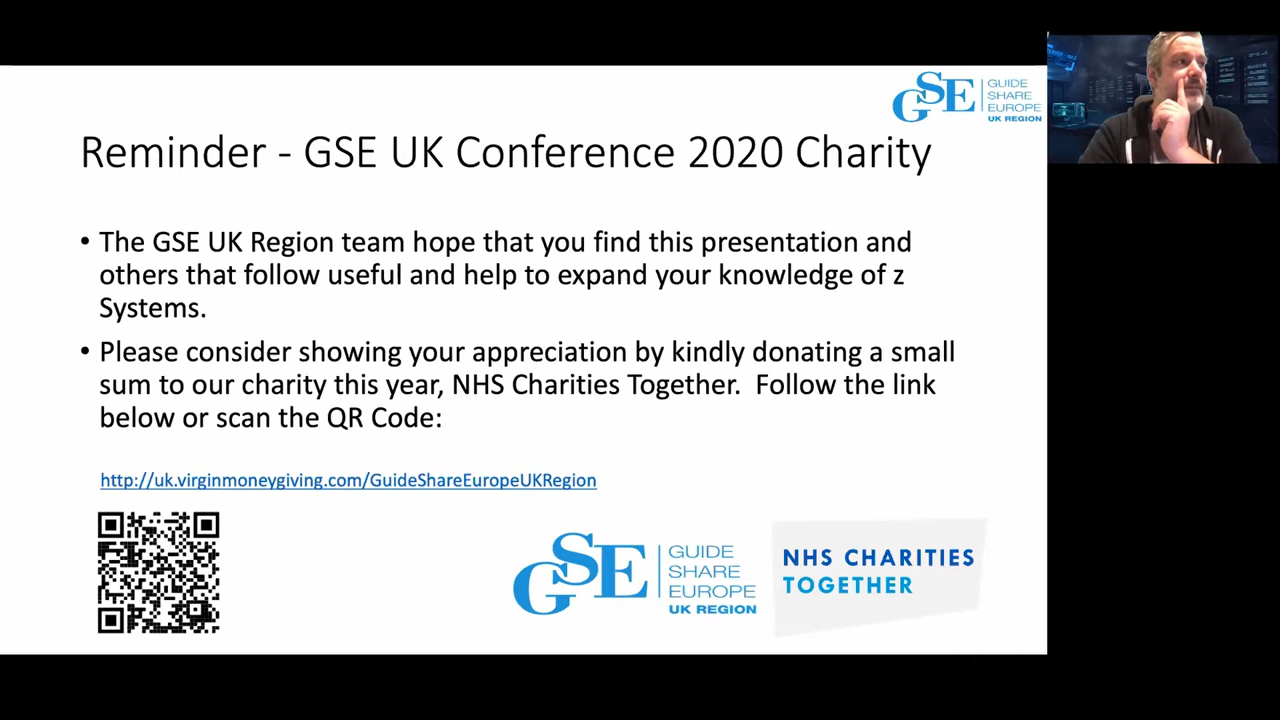 GSE
GUIDE
SHARE
EUROPE
UK REGION
Reminder - GSE UK Conference 2020 Charity
• The GSE UK Region team hope that you find this presentation and
others that follow useful and help to expand your knowledge of z
Systems.
• Please consider showing your appreciation by kindly donating a small
sum to our charity this year, NHS Charities Together.  Follow the link
below or scan the QR Code:
http://uk.virginmoneygiving.com/GuideShareEuropeUKRegion
GSE
GUIDE
SHARE
EUROPE
UK REGION
NHS CHARITIES
TOGETHER